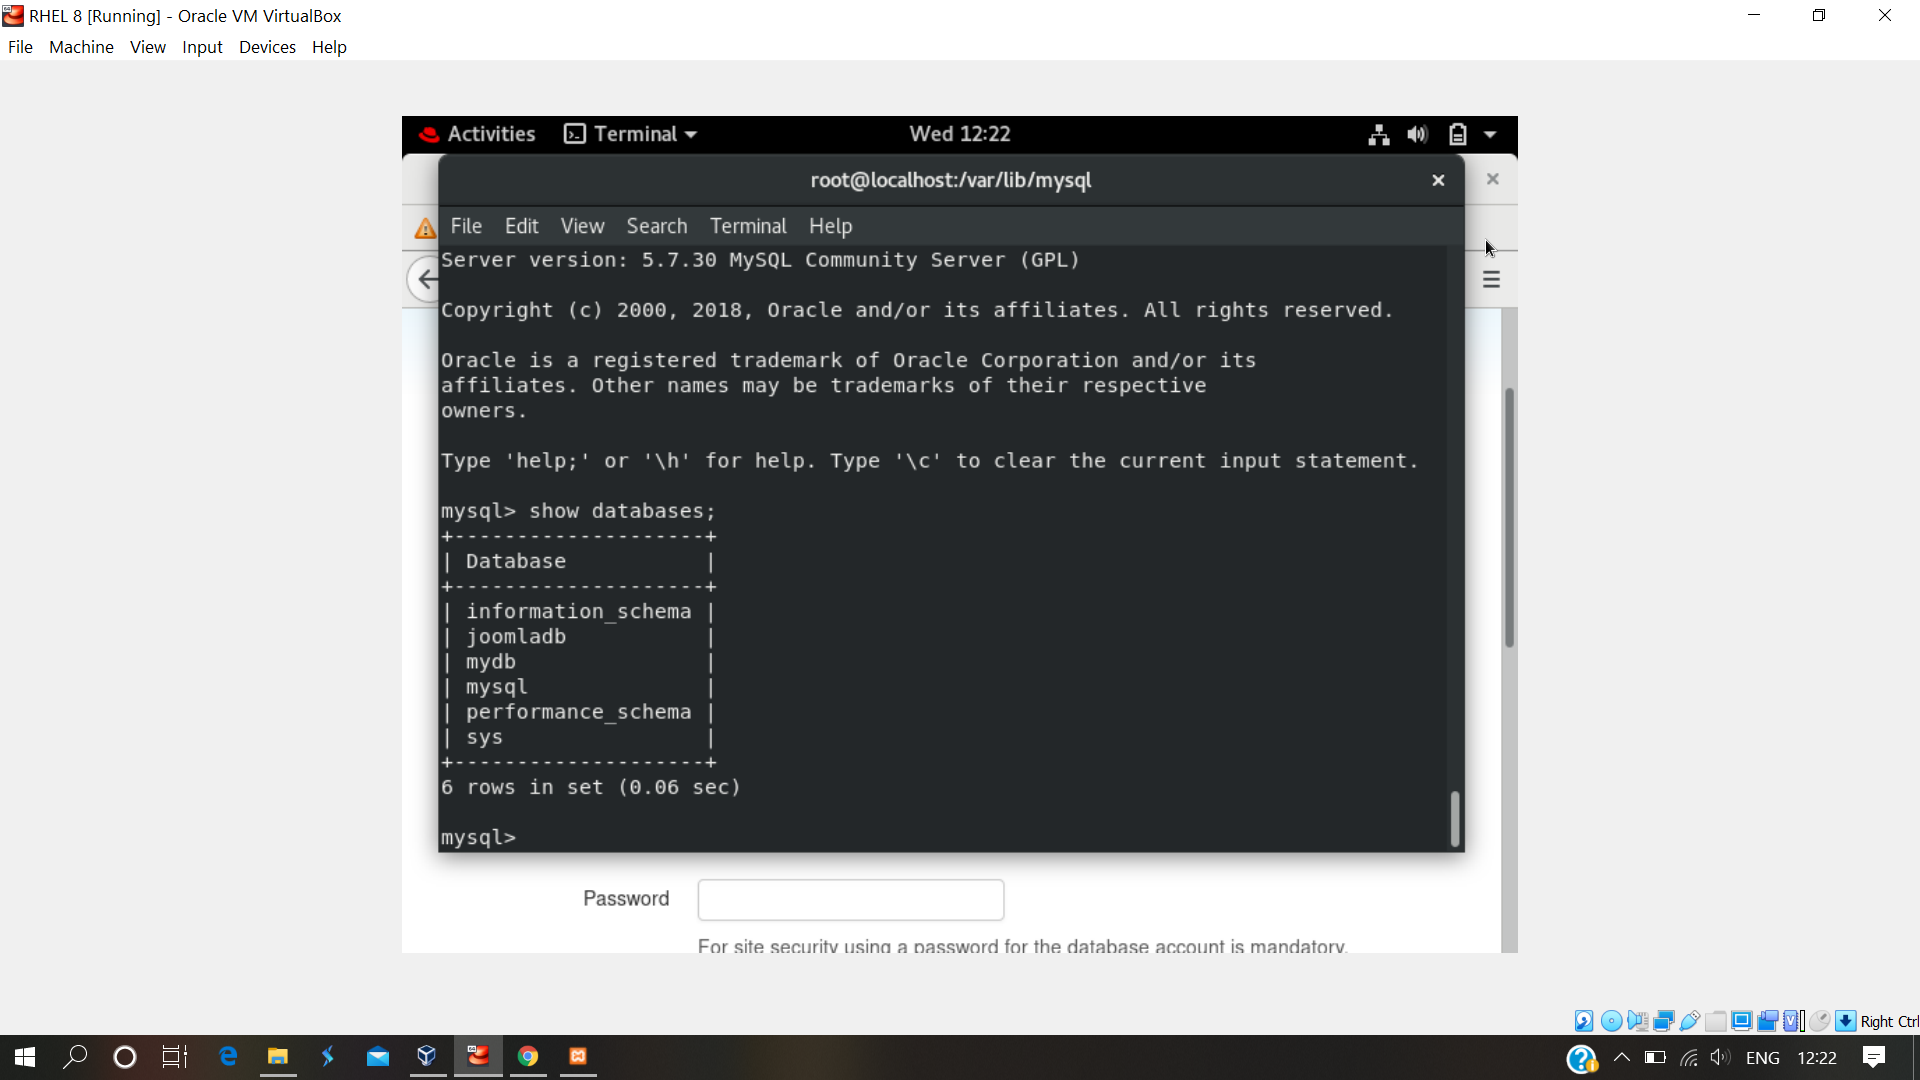 RHEL 8 [Running] - Oracle VM VirtualBox
File Machine View Input Devices Help
Activities Terminal Wed 12:22
root@localhost:/var/lib/mysql
File Edit View Search Terminal Help
Server version: 5.7.30 MySQL Community Server (GPL)
Copyright (c) 2000, 2018, Oracle and/or its affiliates. All rights reserved.
Oracle is a registered trademark of Oracle Corporation and/or its
affiliates. Other names may be trademarks of their respective
owners.
Type 'help;' or '\h' for help. Type '\c' to clear the current input statement.
mysql> show databases;
+--------------------+
| Database           |
+--------------------+
| information_schema |
| joomladb           |
| mydb               |
| mysql              |
| performance_schema |
| sys                |
+--------------------+
6 rows in set (0.06 sec)
mysql>
Password
For site security using a password for the database account is mandatory.
Right Ctrl
ENG 12:22